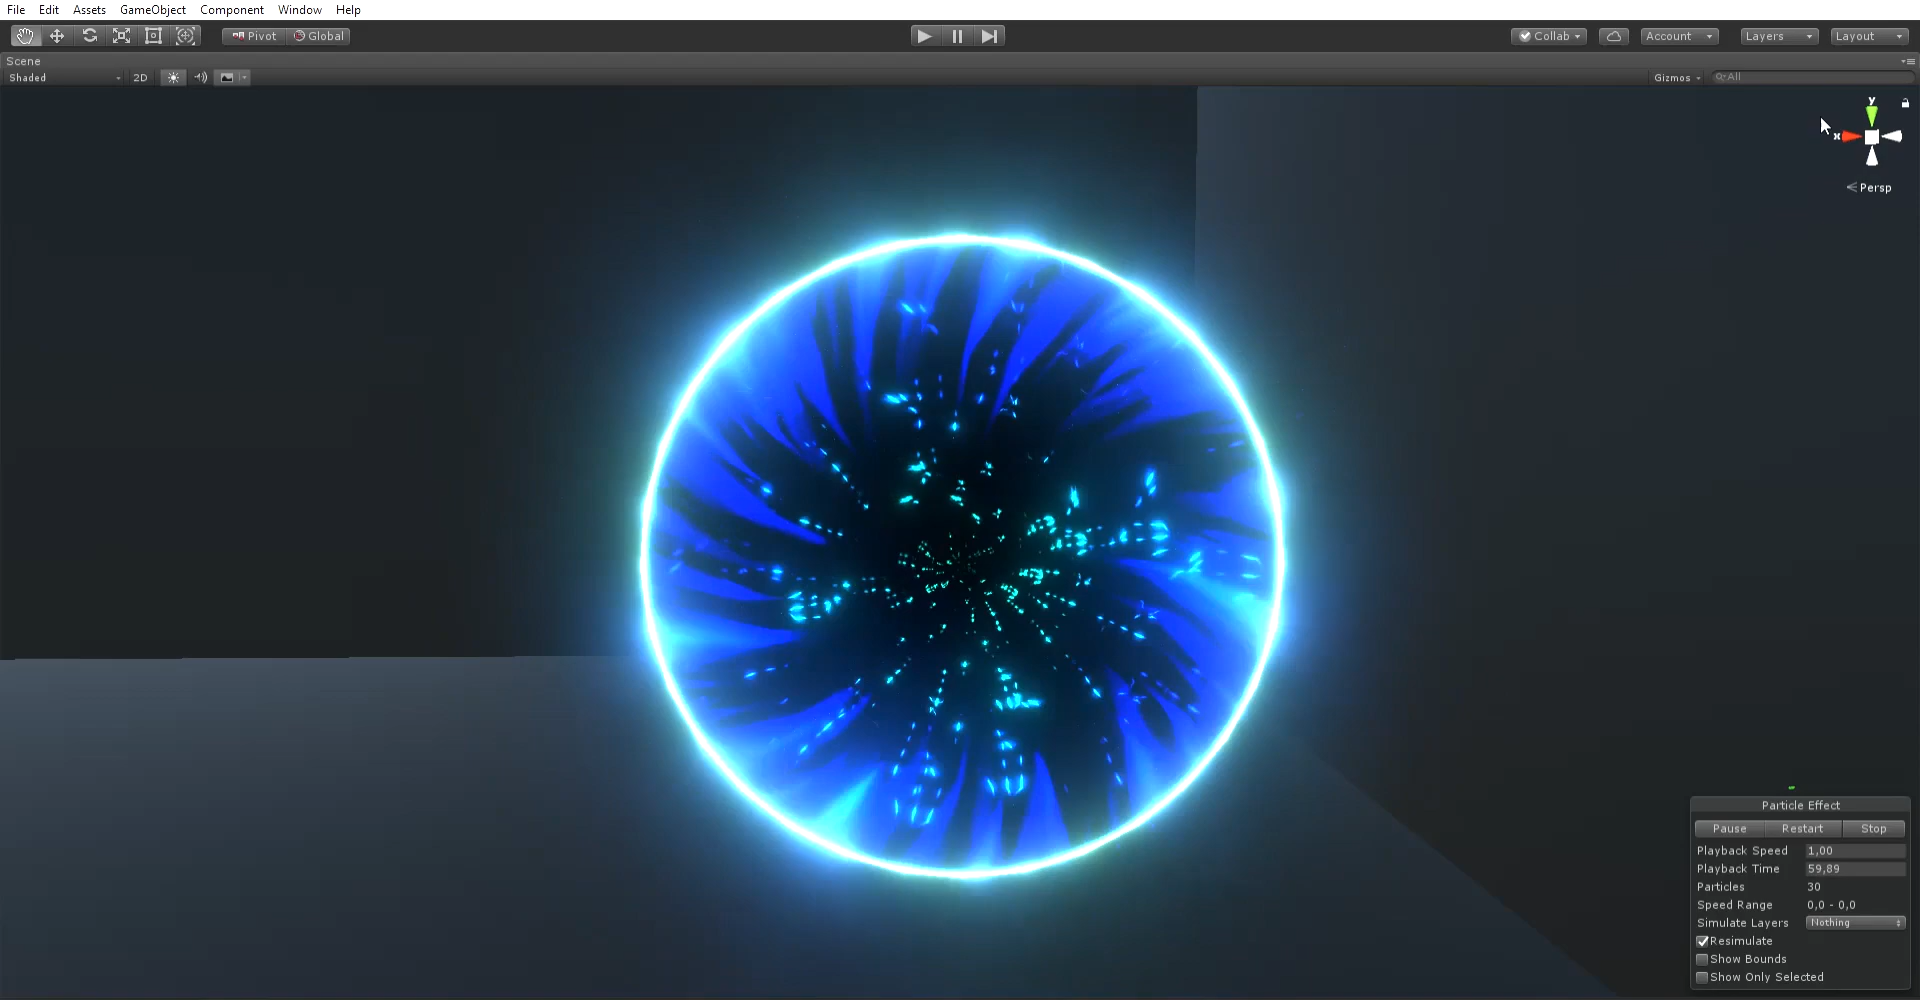 File Edit Assets GameObject Component Window Help
Pivot Global Collab Account Layers Layout
Scene
Shaded 2D Gizmos All
y
x
Persp
Particle Effect
Pause Restart Stop
Playback Speed 1,00
Playback Time 59,89
Particles 30
Speed Range 0,0 - 0,0
Simulate Layers Nothing
Resimulate
Show Bounds
Show Only Selected